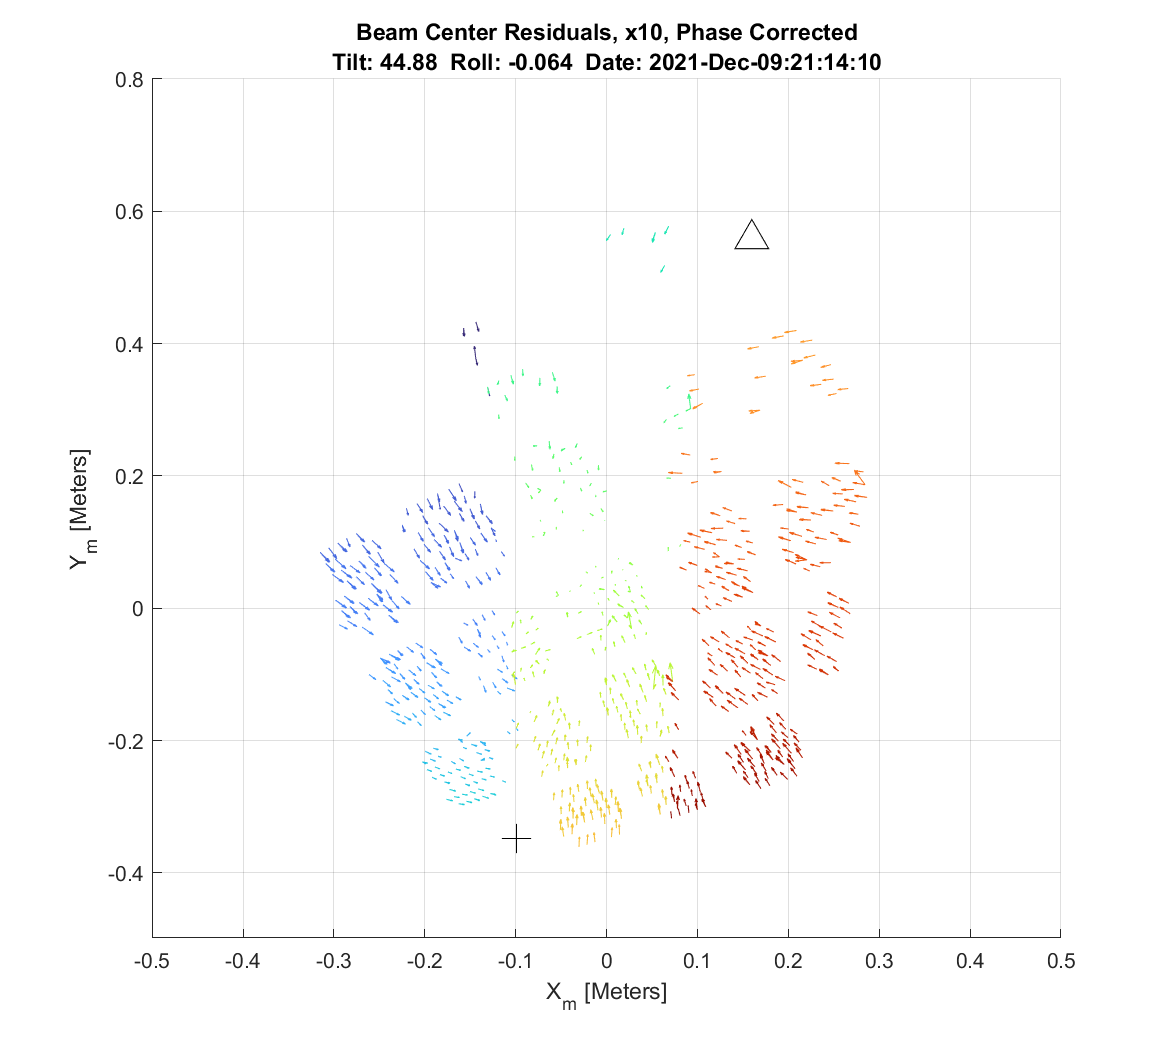 Beam Center Residuals, x10, Phase Corrected
Tilt: 44.88 Roll: -0.064 Date: 2021-Dec-09:21:14:10
0.8
0.6
0.4
0.2
0
-0.2
-0.4
Y_m [Meters]
-0.5 -0.4 -0.3 -0.2 -0.1 0 0.1 0.2 0.3 0.4 0.5
X_m [Meters]